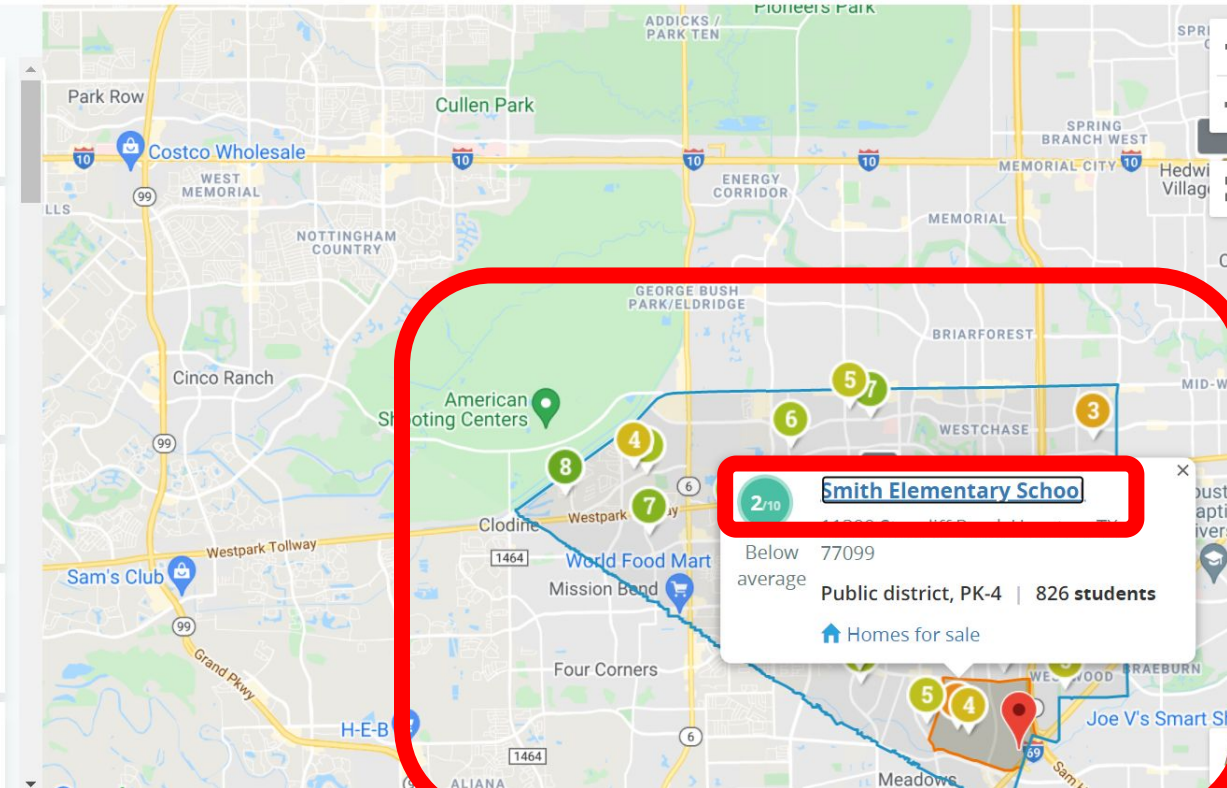 Pioneers Park
ADDICKS /
PARK TEN
Park Row
Cullen Park
SPRING
BRANCH WEST
Costco Wholesale
10
10
10
10
10
MEMORIAL CITY
WEST
MEMORIAL
99
ENERGY
CORRIDOR
MEMORIAL
NOTTINGHAM
COUNTRY
GEORGE BUSH
PARK/ELDRIDGE
BRIARFOREST
Cinco Ranch
5
7
American
Shooting Centers
6
3
WESTCHASE
99
4
8
6
7
Clodine
Westpark
1464
World Food Mart
Mission Bend
Westpark Tollway
Sam's Club
99
Grand Pkwy
2/10
Smith Elementary School
Below
average
77099
Public district, PK-4 | 826 students
Homes for sale
×
Four Corners
BRAEBURN
5
4
69
Joe V's Smart
H-E-B
6
1464
ALIANA
Meadows